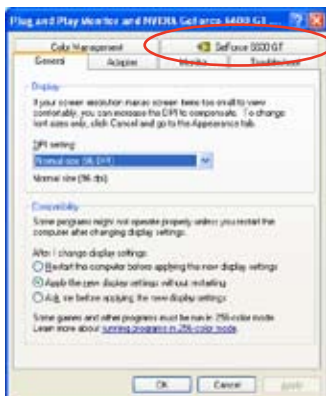 Plug and Play Monitor and NVIDIA GeForce 6600 GT ...
Color Management
GeForce 6600 GT
General
Adapter
Monitor
Troubleshoot
Display
If your screen resolution makes screen items too small to view
comfortably, you can increase the DPI to compensate. To change
font sizes only, click Cancel and go to the Appearance tab.
DPI setting:
Normal size (96 DPI)
Normal size (96 dpi)
Compatibility
Some programs might not operate properly unless you restart the
computer after changing display settings.
After I change display settings:
Restart the computer before applying the new display settings
Apply the new display settings without restarting
Ask me before applying the new display settings
Some games and other programs must be run in 256-color mode.
Learn more about running programs in 256-color mode.
OK
Cancel
Apply